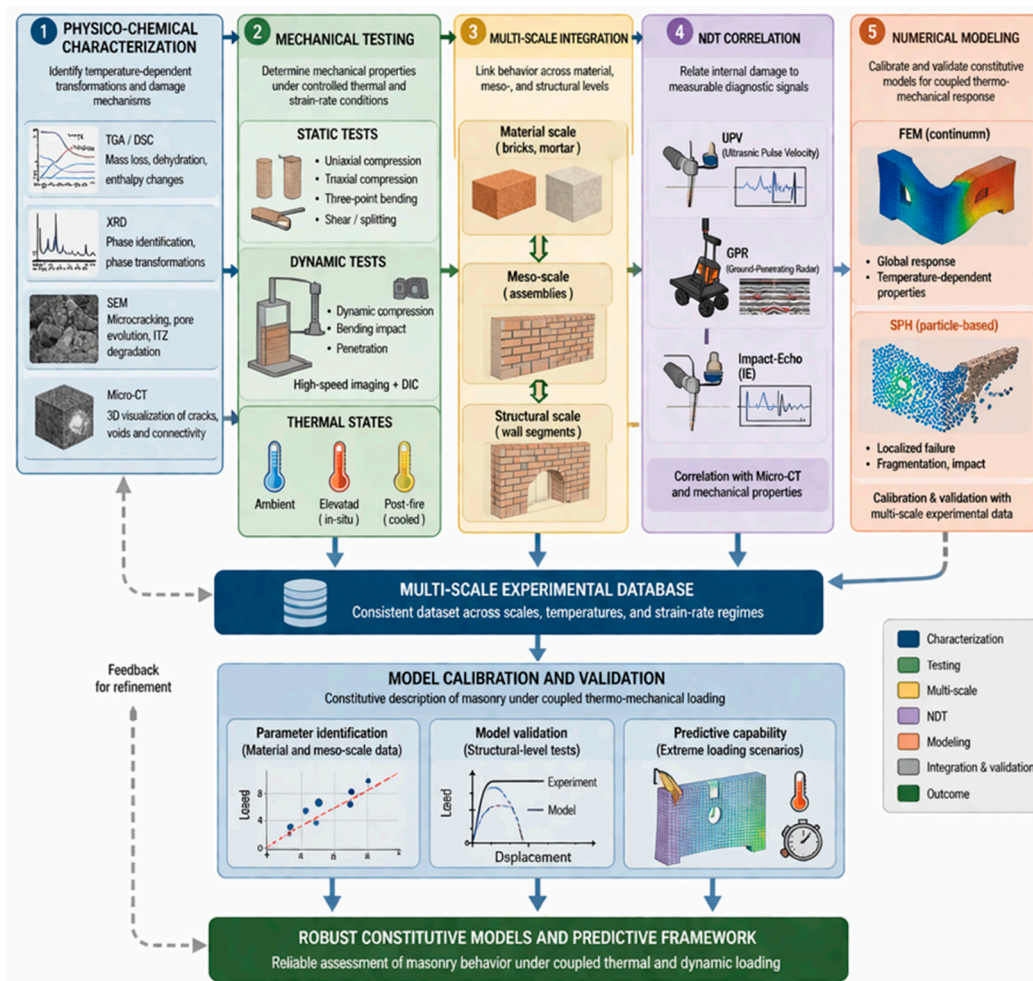 1
PHYSICO-CHEMICAL
CHARACTERIZATION
Identify temperature-dependent
transformations and damage
mechanisms
TGA / DSC
Mass loss, dehydration,
enthalpy changes
XRD
Phase identification,
phase transformations
SEM
Microcracking, pore
evolution, ITZ
degradation
Micro-CT
3D visualization of cracks,
voids and connectivity
2
MECHANICAL TESTING
Determine mechanical properties
under controlled thermal and
strain-rate conditions
STATIC TESTS
• Uniaxial compression
• Triaxial compression
• Three-point bending
• Shear / splitting
DYNAMIC TESTS
• Dynamic compression
• Bending impact
• Penetration
High-speed imaging + DIC
THERMAL STATES
Ambient
Elevatad
(in-situ)
Post-fire
(cooled)
3
MULTI-SCALE INTEGRATION
Link behavior across material,
meso-, and structural levels
Material scale
(bricks, mortar)
Meso-scale
(assemblies)
Structural scale
(wall segments)
4
NDT CORRELATION
Relate internal damage to
measurable diagnostic signals
UPV
(Ultrasnic Pulse Velocity)
GPR
(Ground-Penetrating Radar)
Impact-Echo
(IE)
Correlation with Micro-CT
and mechanical properties
5
NUMERICAL MODELING
Calibrate and validate constitutive
models for coupled thermo-
mechanical response
FEM (continumn)
• Global response
• Temperature-dependent
properties
SPH (particle-based)
• Localized failure
• Fragmentation, impact
Calibration & validation with
multi-scale experimental data
MULTI-SCALE EXPERIMENTAL DATABASE
Consistent dataset across scales, temperatures, and strain-rate regimes
Feedback
for refinement
MODEL CALIBRATION AND VALIDATION
Constitutive description of masonry under coupled thermo-mechanical loading
Parameter identification
(Material and meso-scale data)
4
0
Model validation
(Structural-level tests)
Experiment
Model
Dsplacement
Predictive capability
(Extreme loading scenarios)
Characterization
Testing
Multi-scale
NDT
Modeling
Integration & validation
Outcome
ROBUST CONSTITUTIVE MODELS AND PREDICTIVE FRAMEWORK
Reliable assessment of masonry behavior under coupled thermal and dynamic loading